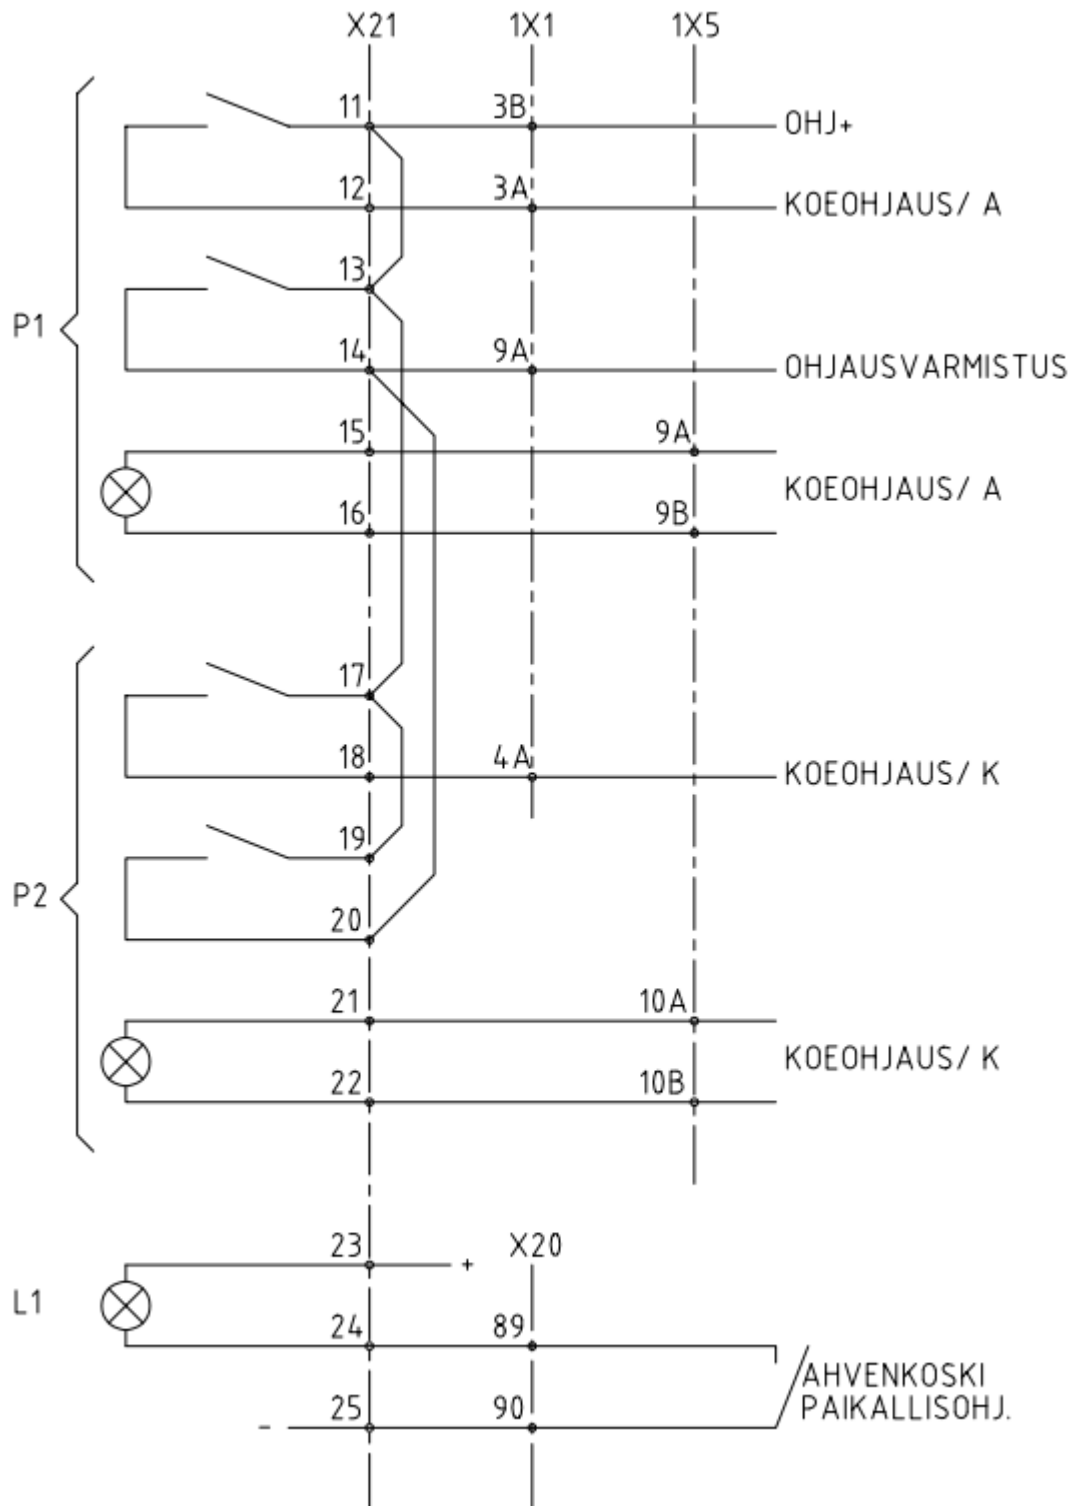 X21 1X1 1X5
11 3B OHJ+
12 3A KOEOHJAUS/ A
13
P1
14 9A OHJAUSVARMISTUS
15 9A
KOEOHJAUS/ A
16 9B
17
18 4A KOEOHJAUS/ K
19
P2
20
21 10A
KOEOHJAUS/ K
22 10B
23 + X20
L1
24 89
AHVENKOSKI
PAIKALLISOHJ.
- 25 90